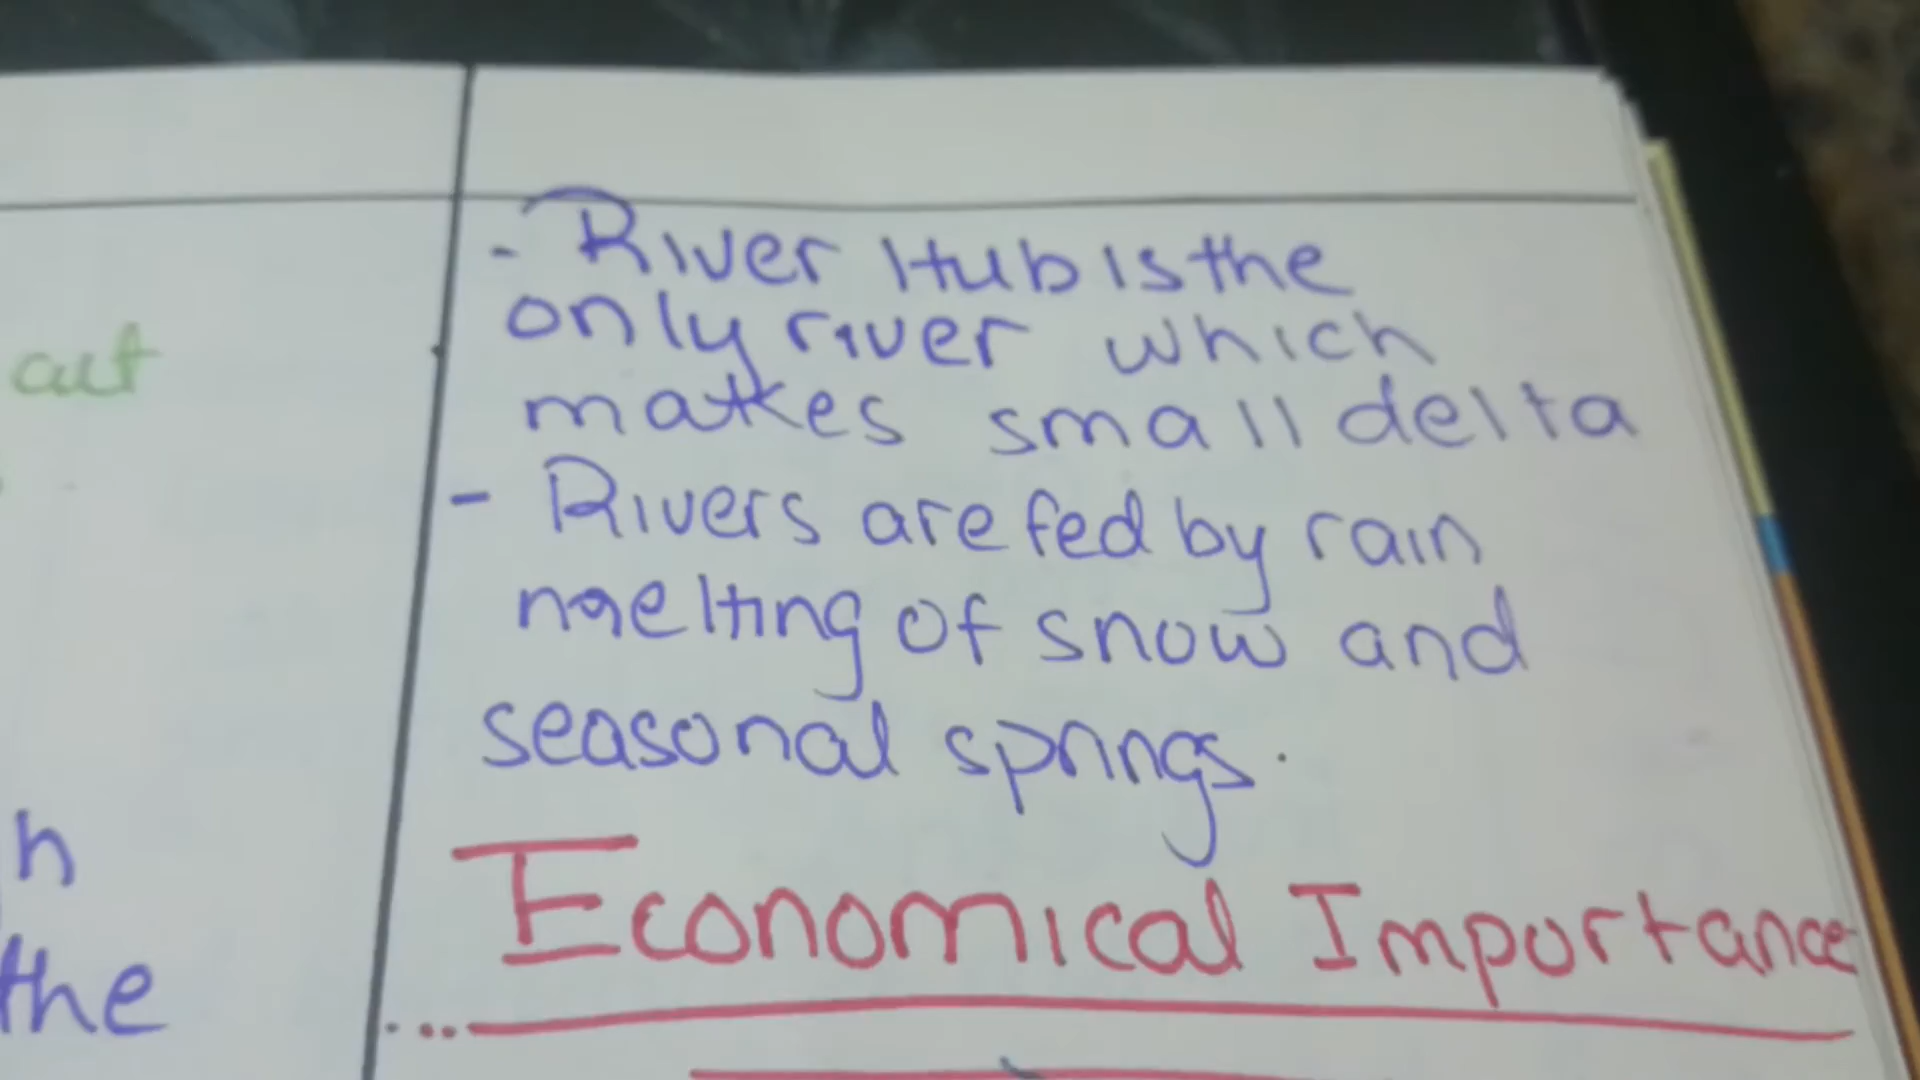 - River Hub is the
only river which
makes small delta
- Rivers are fed by rain
melting of snow and
seasonal springs.
Economical Importance
h
the